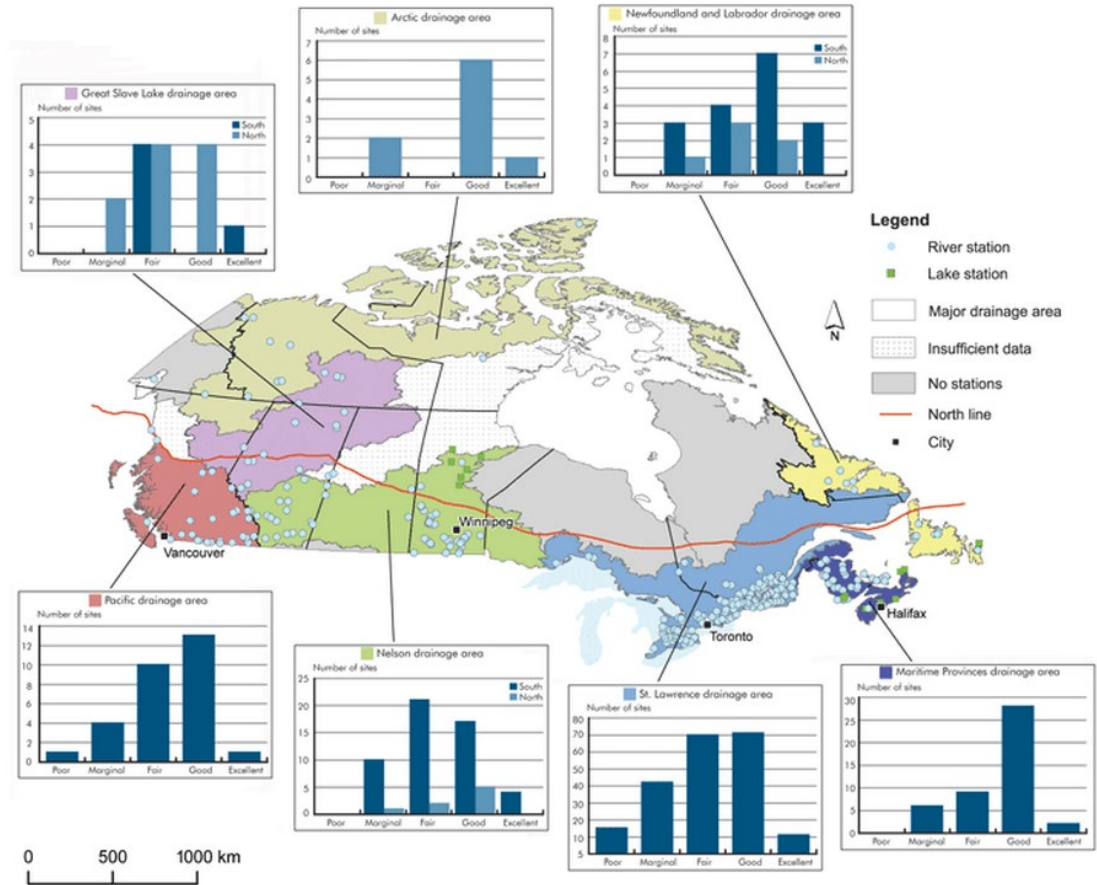 Arctic drainage area
Number of sites
7
6
5
4
3
2
1
0
Poor Marginal Fair Good Excellent
Newfoundland and Labrador drainage area
Number of sites
8
7
6
5
4
3
2
1
0
South
North
Poor Marginal Fair Good Excellent
Great Slave Lake drainage area
Number of sites
5
4
3
2
1
0
South
North
Poor Marginal Fair Good Excellent
Legend
River station
Lake station
Major drainage area
Insufficient data
No stations
North line
City
N
Vancouver
Winnipeg
Toronto
Halifax
Pacific drainage area
Number of sites
14
12
10
8
6
4
2
0
Poor Marginal Fair Good Excellent
Nelson drainage area
Number of sites
25
20
15
10
5
0
South
North
Poor Marginal Fair Good Excellent
St. Lawrence drainage area
Number of sites
80
70
60
50
40
30
20
10
5
Poor Marginal Fair Good Excellent
Maritime Provinces drainage area
Number of sites
30
25
20
15
10
5
0
Poor Marginal Fair Good Excellent
0 500 1000 km